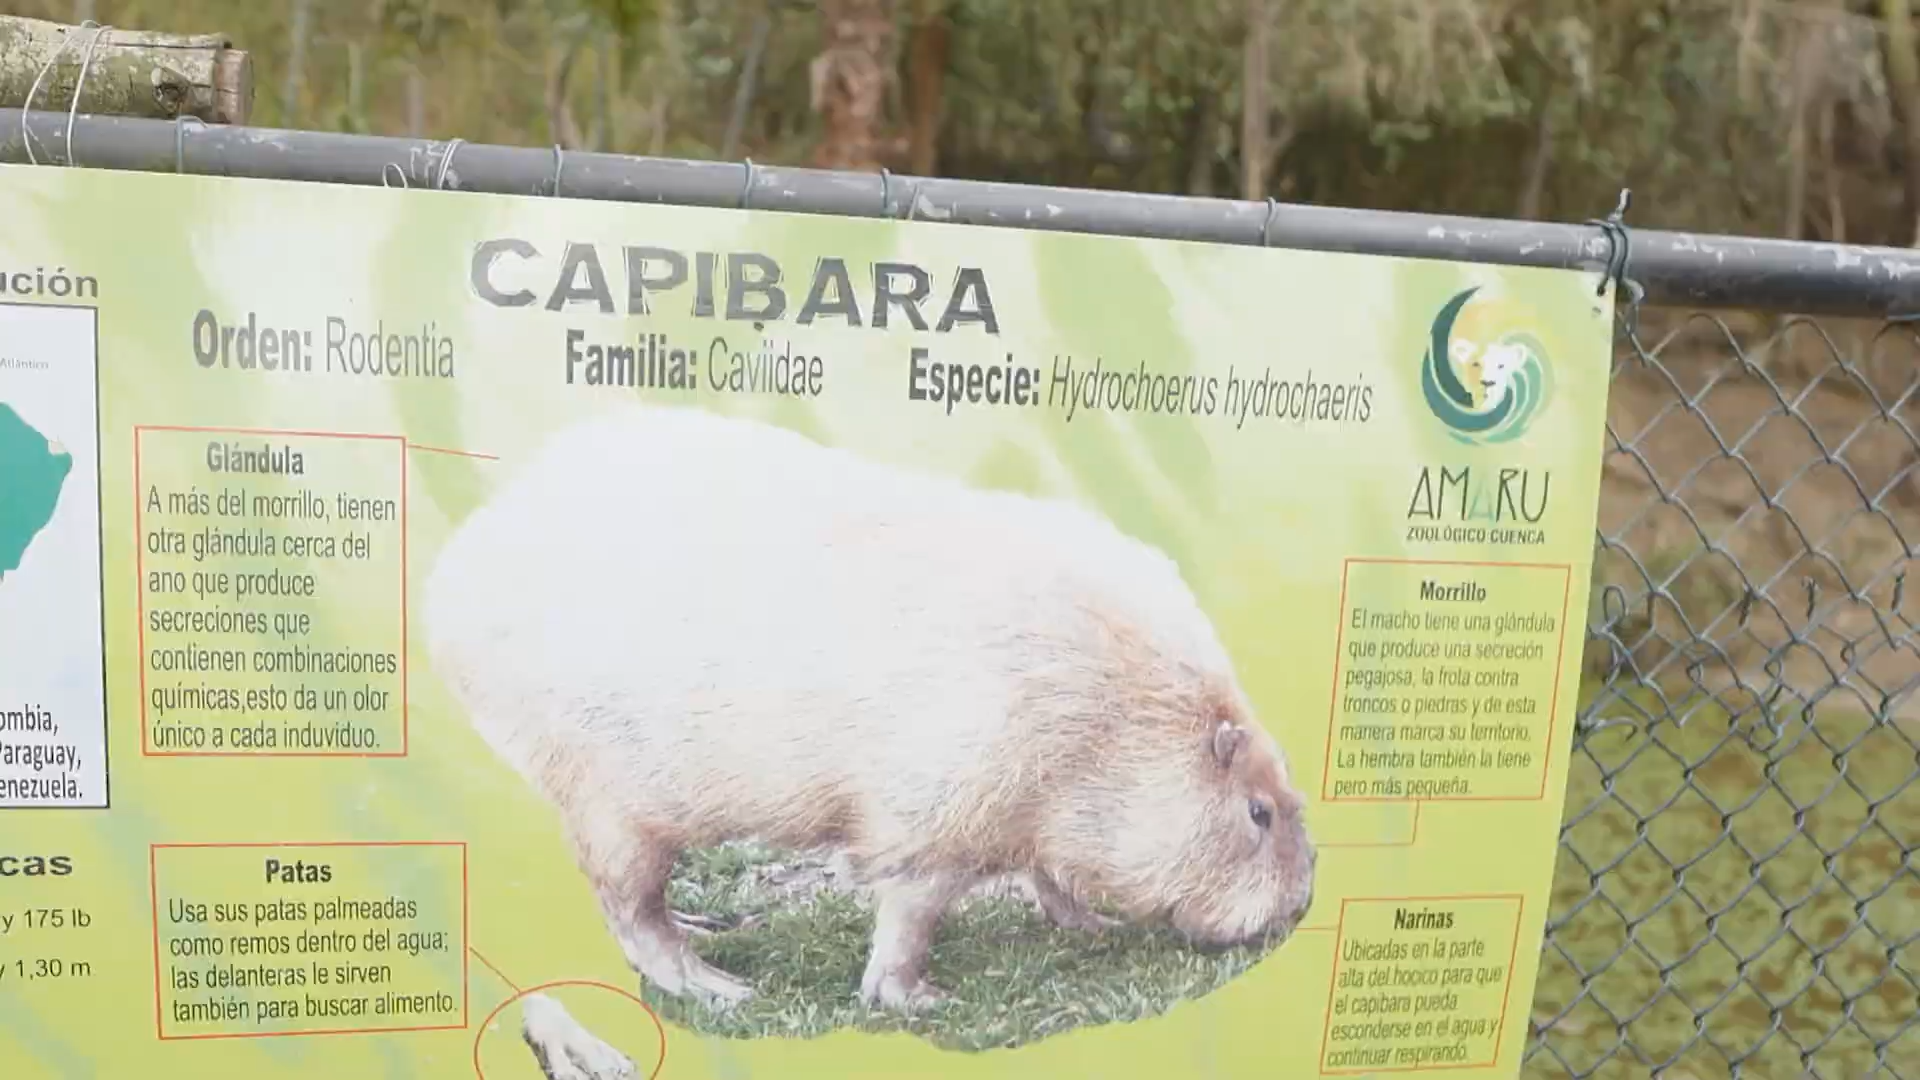 CAPIBARA
Orden: Rodentia
Familia: Caviidae
Especie: Hydrochoerus hydrochaeris
AMARU
ZOOLÓGICO CUENCA
ución
Atlántico
ombia,
Paraguay,
enezuela.
cas
y 175 lb
y 1,30 m
Glándula
A más del morrillo, tienen
otra glándula cerca del
ano que produce
secreciones que
contienen combinaciones
químicas,esto da un olor
único a cada induviduo.
Patas
Usa sus patas palmeadas
como remos dentro del agua;
las delanteras le sirven
también para buscar alimento.
Morrillo
El macho tiene una glándula
que produce una secreción
pegajosa, la frota contra
troncos o piedras y de esta
manera marca su territorio.
La hembra también la tiene
pero más pequeña.
Narinas
Ubicadas en la parte
alta del hocico para que
el capibara pueda
esconderse en el agua y
continuar respirando.